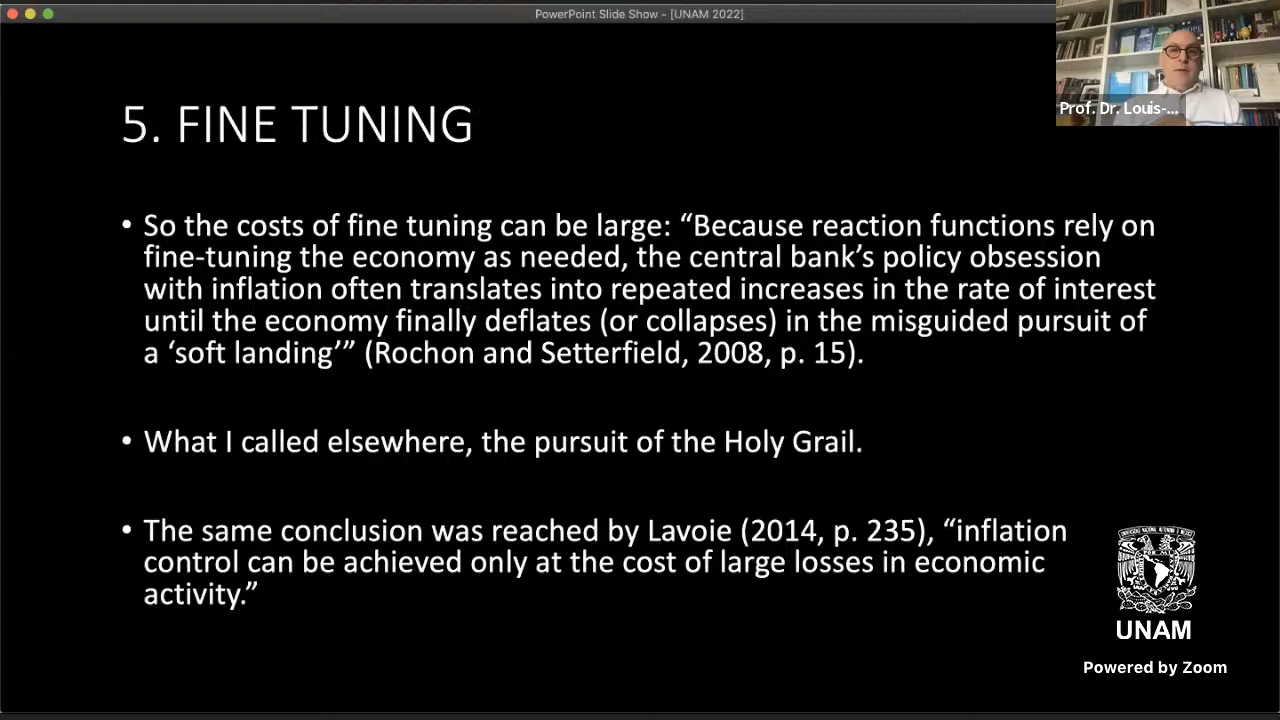 PowerPoint Slide Show - [UNAM 2022]
Prof. Dr. Louis-...
5. FINE TUNING
• So the costs of fine tuning can be large: “Because reaction functions rely on
fine-tuning the economy as needed, the central bank’s policy obsession
with inflation often translates into repeated increases in the rate of interest
until the economy finally deflates (or collapses) in the misguided pursuit of
a ‘soft landing’” (Rochon and Setterfield, 2008, p. 15).
• What I called elsewhere, the pursuit of the Holy Grail.
• The same conclusion was reached by Lavoie (2014, p. 235), “inflation
control can be achieved only at the cost of large losses in economic
activity.”
UNAM
Powered by Zoom